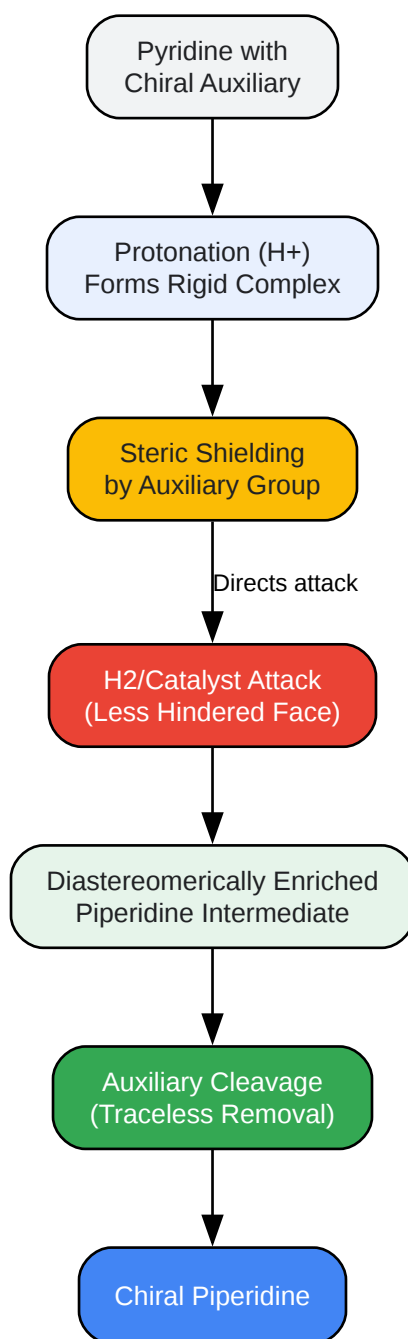 Pyridine with
Chiral Auxiliary
Protonation (H+)
Forms Rigid Complex
Steric Shielding
by Auxiliary Group
Directs attack
H2/Catalyst Attack
(Less Hindered Face)
Diastereomerically Enriched
Piperidine Intermediate
Auxiliary Cleavage
(Traceless Removal)
Chiral Piperidine